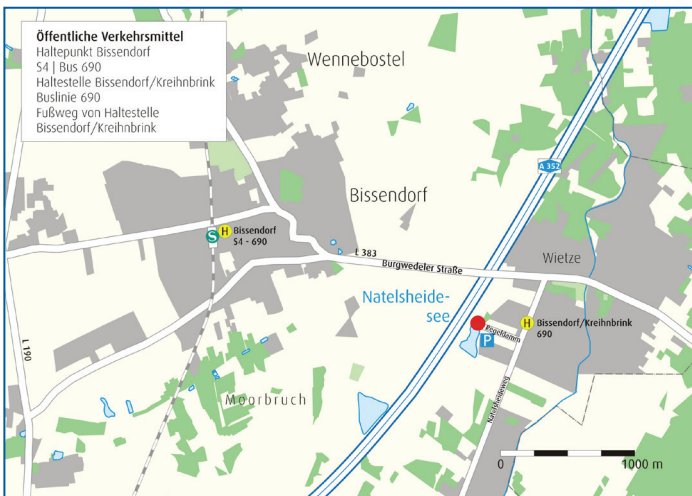 Öffentliche Verkehrsmittel
Haltepunkt Bissendorf
S4 | Bus 690
Haltestelle Bissendorf/Kreihnbrink
Buslinie 690
Fußweg von Haltestelle
Bissendorf/Kreihnbrink
Wennebostel
A 352
Bissendorf
S
H
Bissendorf
S4 - 690
L 383
Burgwedeler Straße
Wietze
Natelsheide-
see
H
Bissendorf/Kreihnbrink
690
P
L 190
Natelsheideweg
Moorbruch
0
1000 m